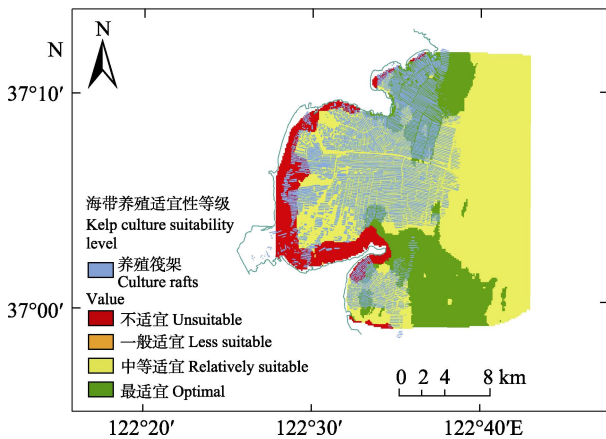 N
N
37°10′
37°00′
海带养殖适宜性等级
Kelp culture suitability
level
养殖筏架
Culture rafts
Value
不适宜 Unsuitable
一般适宜 Less suitable
中等适宜 Relatively suitable
最适宜 Optimal
0 2 4 8 km
122°20′ 122°30′ 122°40′E